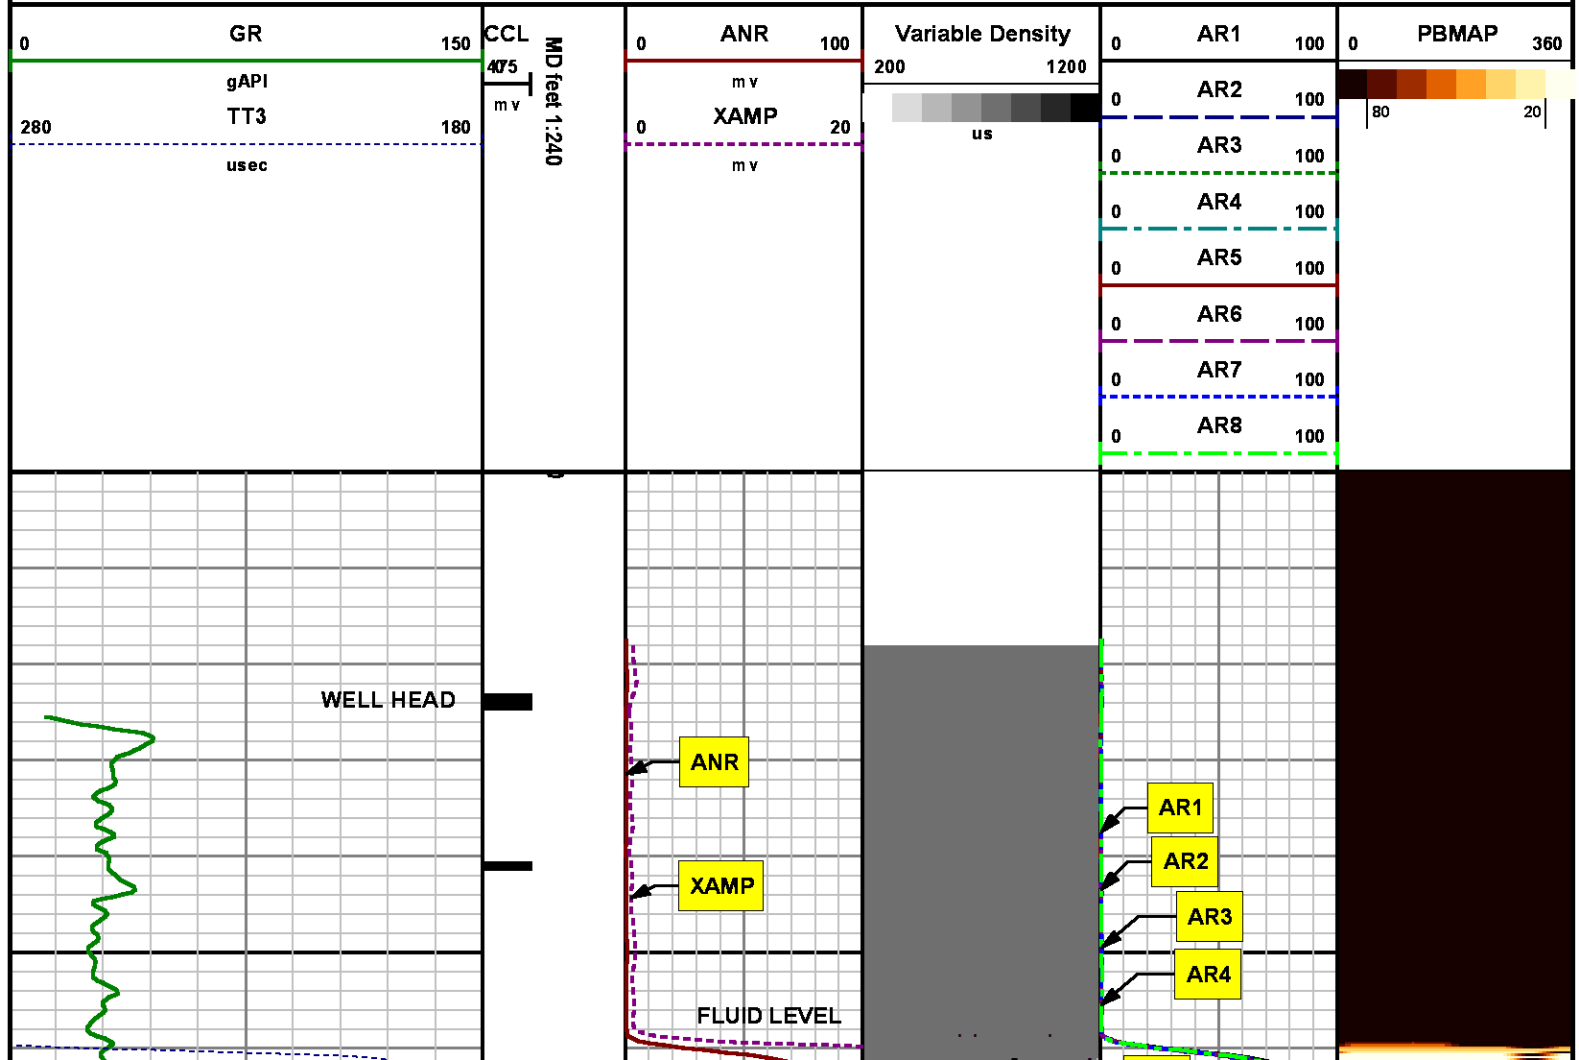 0 GR 150
gAPI
TT3
280 180
usec
CCL
475
mv
MD feet 1:240
0 ANR 100
mv
XAMP
0 20
mv
Variable Density
200 1200
us
0 AR1 100
AR2
0 100
AR3
0 100
AR4
0 100
AR5
0 100
AR6
0 100
AR7
0 100
AR8
0 100
PBMAP
0 360
80 20
WELL HEAD
ANR
XAMP
FLUID LEVEL
AR1
AR2
AR3
AR4